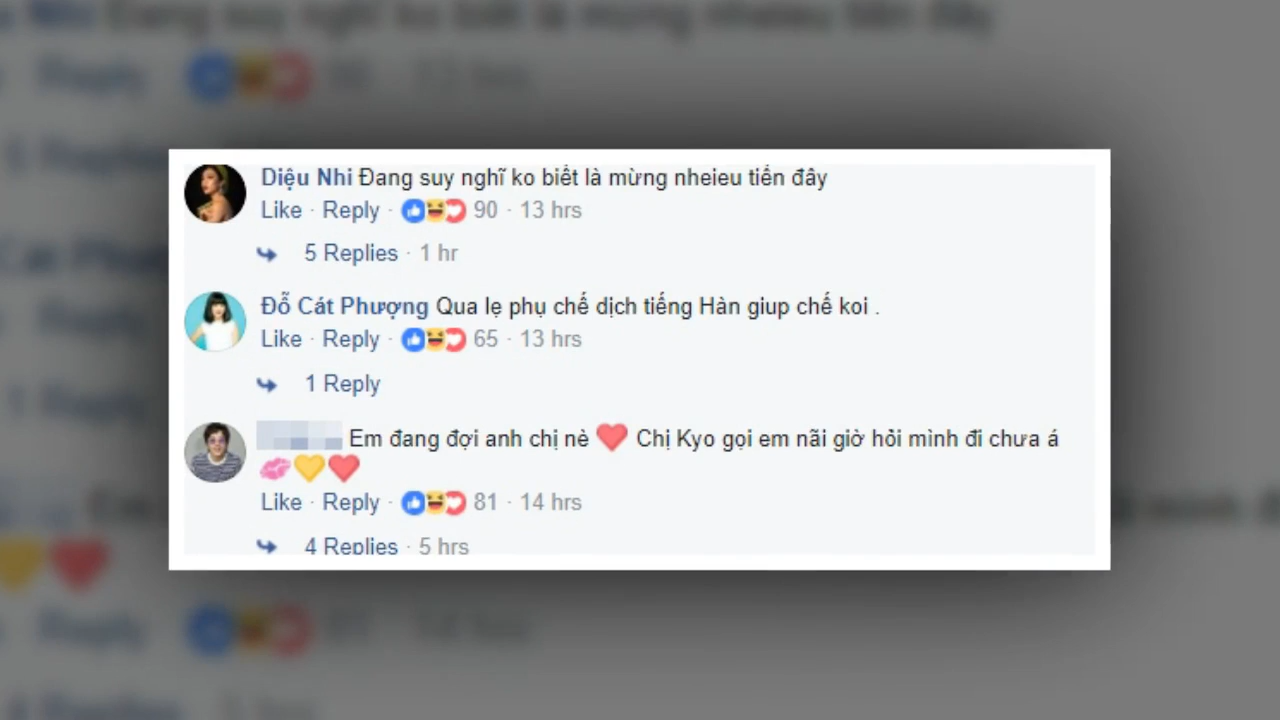 Diệu Nhi Đang suy nghĩ ko biết là mừng nheieu tiền đây
Like · Reply · 90 · 13 hrs
5 Replies · 1 hr
Đỗ Cát Phượng Qua lẹ phụ chế dịch tiếng Hàn giup chế koi .
Like · Reply · 65 · 13 hrs
1 Reply
Em đang đợi anh chị nè ❤️ Chị Kyo gọi em nãi giờ hỏi mình đi chưa á
💋💛❤️
Like · Reply · 81 · 14 hrs
4 Replies · 5 hrs